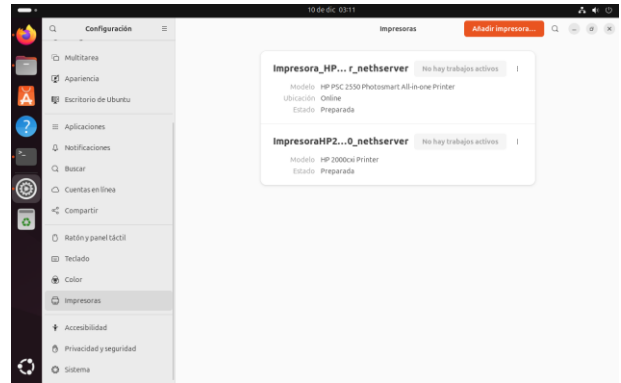 10 de dic 03:11
Configuración
Impresoras
Añadir impresora...
Multitarea
Apariencia
Escritorio de Ubuntu
Aplicaciones
Notificaciones
Buscar
Cuentas en línea
Compartir
Ratón y panel táctil
Teclado
Color
Impresoras
Accesibilidad
Privacidad y seguridad
Sistema
Impresora_HP... r_nethserver No hay trabajos activos
Modelo HP PSC 2550 Photosmart All-in-one Printer
Ubicación Online
Estado Preparada
ImpresoraHP2...0_nethserver No hay trabajos activos
Modelo HP 2000cxi Printer
Estado Preparada